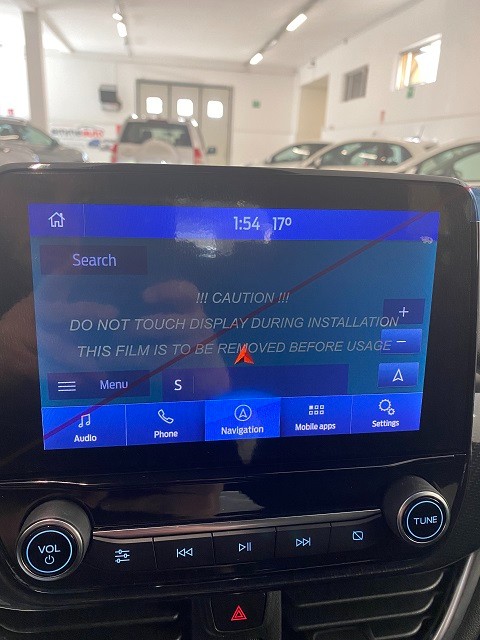 1:54 17º
Search
!!! CAUTION !!!
DO NOT TOUCH DISPLAY DURING INSTALLATION
THIS FILM IS TO BE REMOVED BEFORE USAGE
+
−
Menu
S
Audio
Phone
Navigation
Mobile apps
Settings
VOL
TUNE